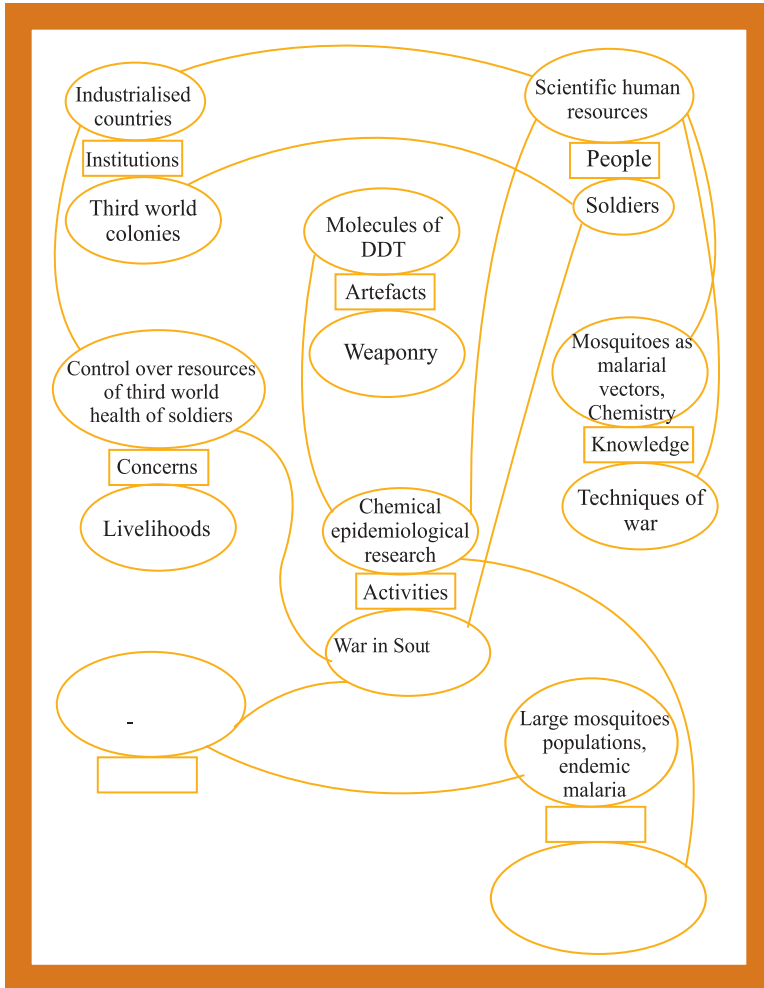 Industrialised
countries
Institutions
Third world
colonies
Scientific human
resources
People
Soldiers
Molecules of
DDT
Artefacts
Weaponry
Control over resources
of third world
health of soldiers
Concerns
Livelihoods
Mosquitoes as
malarial
vectors,
Chemistry
Knowledge
Techniques of
war
Chemical
epidemiological
research
Activities
War in Sout
-
Large mosquitoes
populations,
endemic
malaria